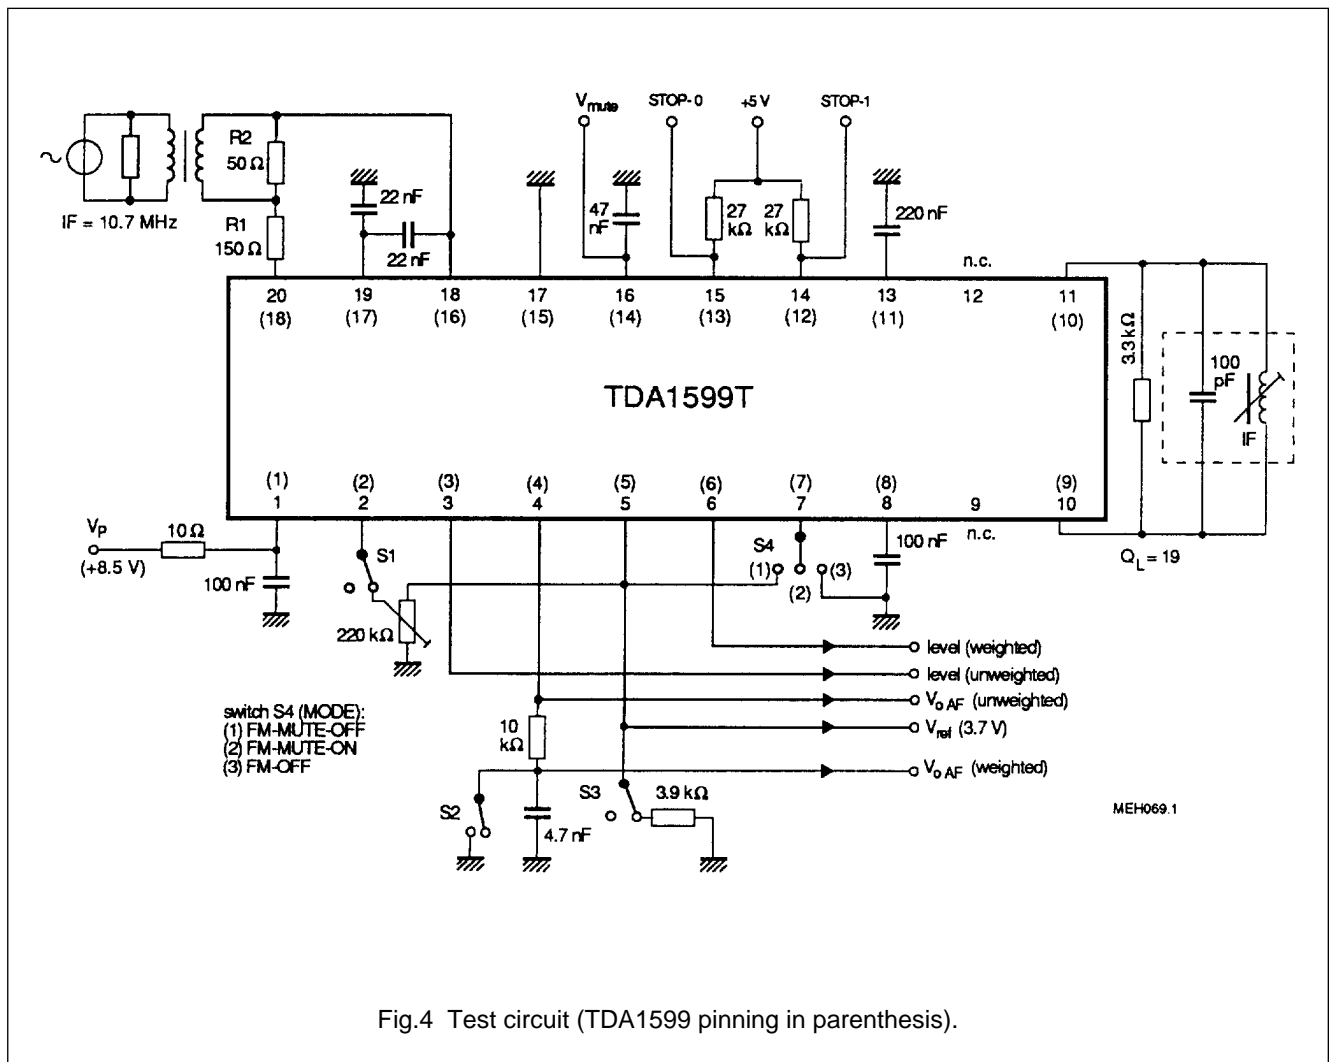 V_mute
STOP-0
+5 V
STOP-1
R2
50 Ω
R1
150 Ω
IF = 10.7 MHz
22 nF
22 nF
47
nF
27
kΩ
27
kΩ
220 nF
n.c.
20 19 18 17 16 15 14 13 12 11
(18) (17) (16) (15) (14) (13) (12) (11) (10)
3.3 kΩ
100
pF
IF
TDA1599T
(1) (2) (3) (4) (5) (6) (7) (8) (9)
1 2 3 4 5 6 7 8 9 10
n.c.
V_P
10 Ω
(+8.5 V)
100 nF
S1
220 kΩ
S4
(1)
(2)
(3)
100 nF
Q_L = 19
level (weighted)
level (unweighted)
V_o AF (unweighted)
V_ref (3.7 V)
V_o AF (weighted)
switch S4 (MODE):
(1) FM-MUTE-OFF
(2) FM-MUTE-ON
(3) FM-OFF
10
kΩ
S2
4.7 nF
S3
3.9 kΩ
MEH069.1
Fig.4 Test circuit (TDA1599 pinning in parenthesis).